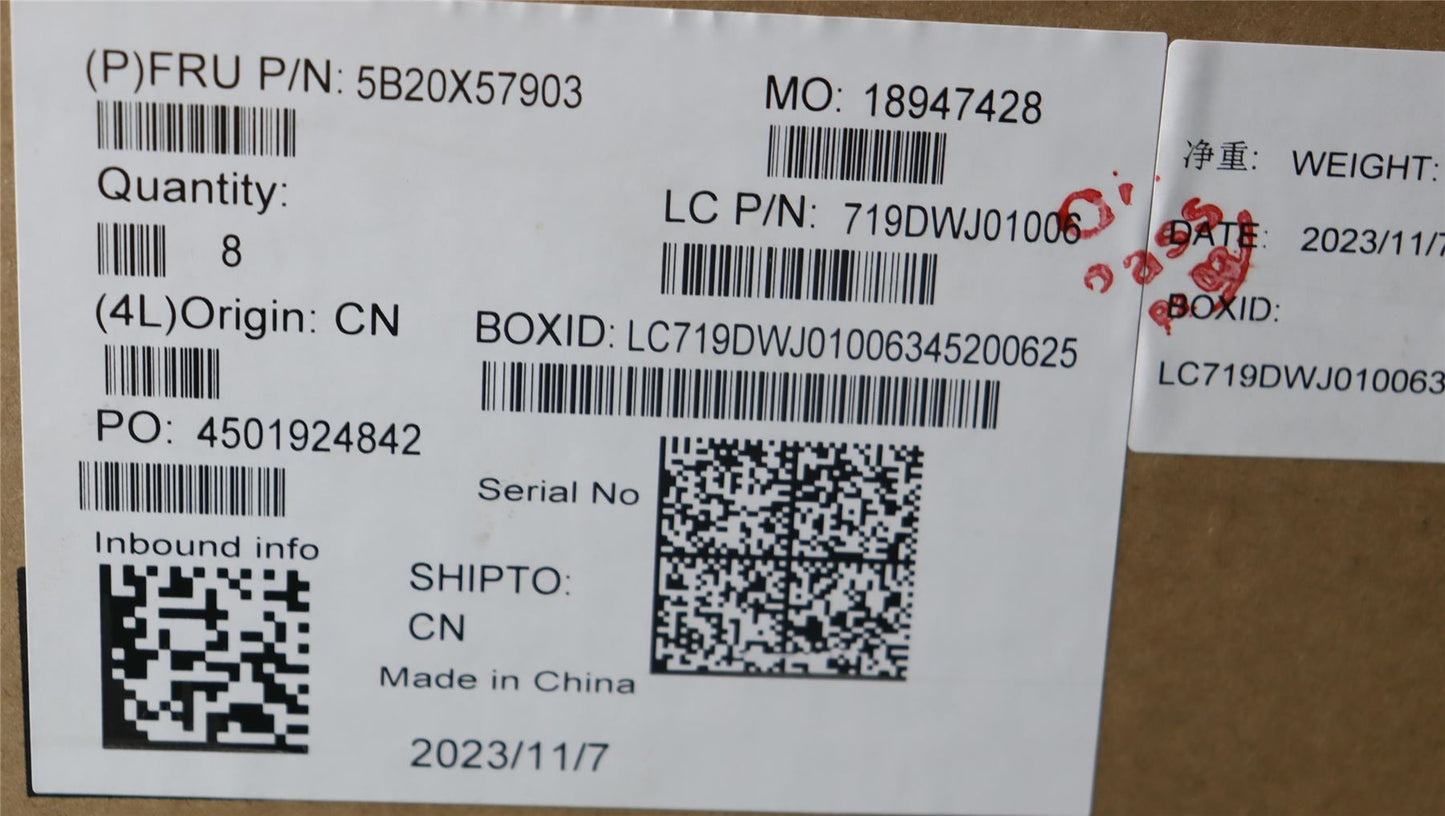 (P)FRU P/N: 5B20X57903
MO: 18947428
Quantity:
8
LC P/N: 719DWJ01006
(4L)Origin: CN
BOXID: LC719DWJ01006345200625
PO: 4501924842
Serial No
Inbound info
SHIPTO:
CN
Made in China
2023/11/7
净重: WEIGHT:
DATE: 2023/11/7
BOXID:
LC719DWJ010063